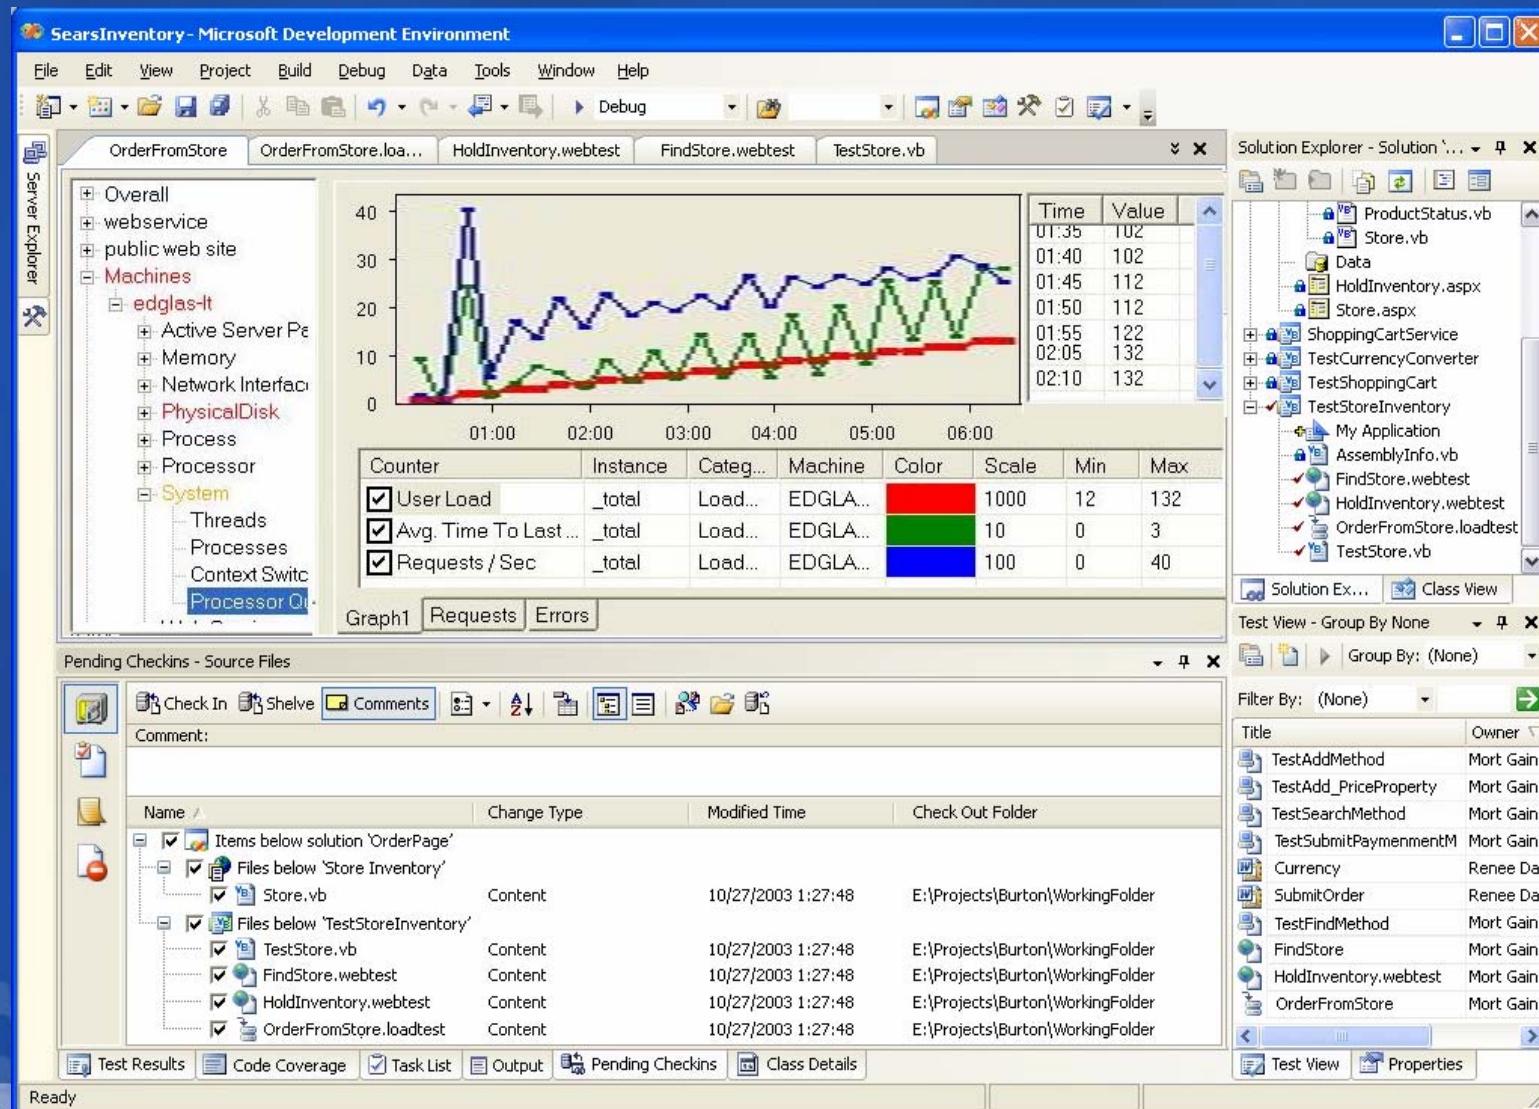 SearsInventory - Microsoft Development Environment
File Edit View Project Build Debug Data Tools Window Help
Debug
Server Explorer
OrderFromStore OrderFromStore.loa... HoldInventory.webtest FindStore.webtest TestStore.vb
Overall
webservice
public web site
Machines
edglas-lt
Active Server Pa
Memory
Network Interfac
PhysicalDisk
Process
Processor
System
Threads
Processes
Context Switc
Processor Qu
40
30
20
10
0
01:00 02:00 03:00 04:00 05:00 06:00
Time Value
01:35 102
01:40 102
01:45 112
01:50 112
01:55 122
02:05 132
02:10 132
Counter Instance Categ... Machine Color Scale Min Max
User Load _total Load... EDGLA... 1000 12 132
Avg. Time To Last ... _total Load... EDGLA... 10 0 3
Requests / Sec _total Load... EDGLA... 100 0 40
Graph1 Requests Errors
Solution Explorer - Solution '...
ProductStatus.vb
Store.vb
Data
HoldInventory.aspx
Store.aspx
ShoppingCartService
TestCurrencyConverter
TestShoppingCart
TestStoreInventory
My Application
AssemblyInfo.vb
FindStore.webtest
HoldInventory.webtest
OrderFromStore.loadtest
TestStore.vb
Solution Ex... Class View
Pending Checkins - Source Files
Check In Shelve Comments
Comment:
Name Change Type Modified Time Check Out Folder
Items below solution 'OrderPage'
Files below 'Store Inventory'
Store.vb Content 10/27/2003 1:27:48 E:\Projects\Burton\WorkingFolder
Files below 'TestStoreInventory'
TestStore.vb Content 10/27/2003 1:27:48 E:\Projects\Burton\WorkingFolder
FindStore.webtest Content 10/27/2003 1:27:48 E:\Projects\Burton\WorkingFolder
HoldInventory.webtest Content 10/27/2003 1:27:48 E:\Projects\Burton\WorkingFolder
OrderFromStore.loadtest Content 10/27/2003 1:27:48 E:\Projects\Burton\WorkingFolder
Test Results Code Coverage Task List Output Pending Checkins Class Details
Test View - Group By None
Group By: (None)
Filter By: (None)
Title Owner
TestAddMethod Mort Gain
TestAdd_PriceProperty Mort Gain
TestSearchMethod Mort Gain
TestSubmitPaymenmentM Mort Gain
Currency Renee Da
SubmitOrder Renee Da
TestFindMethod Mort Gain
FindStore Mort Gain
HoldInventory.webtest Mort Gain
OrderFromStore Mort Gain
Test View Properties
Ready